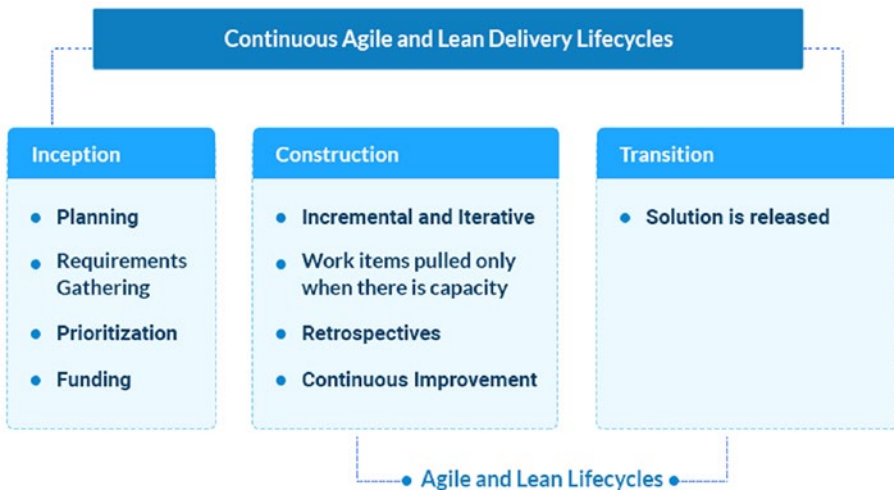 Continuous Agile and Lean Delivery Lifecycles
Inception
Planning
Requirements
Gathering
Prioritization
Funding
Construction
Incremental and Iterative
Work items pulled only
when there is capacity
Retrospectives
Continuous Improvement
Transition
Solution is released
Agile and Lean Lifecycles